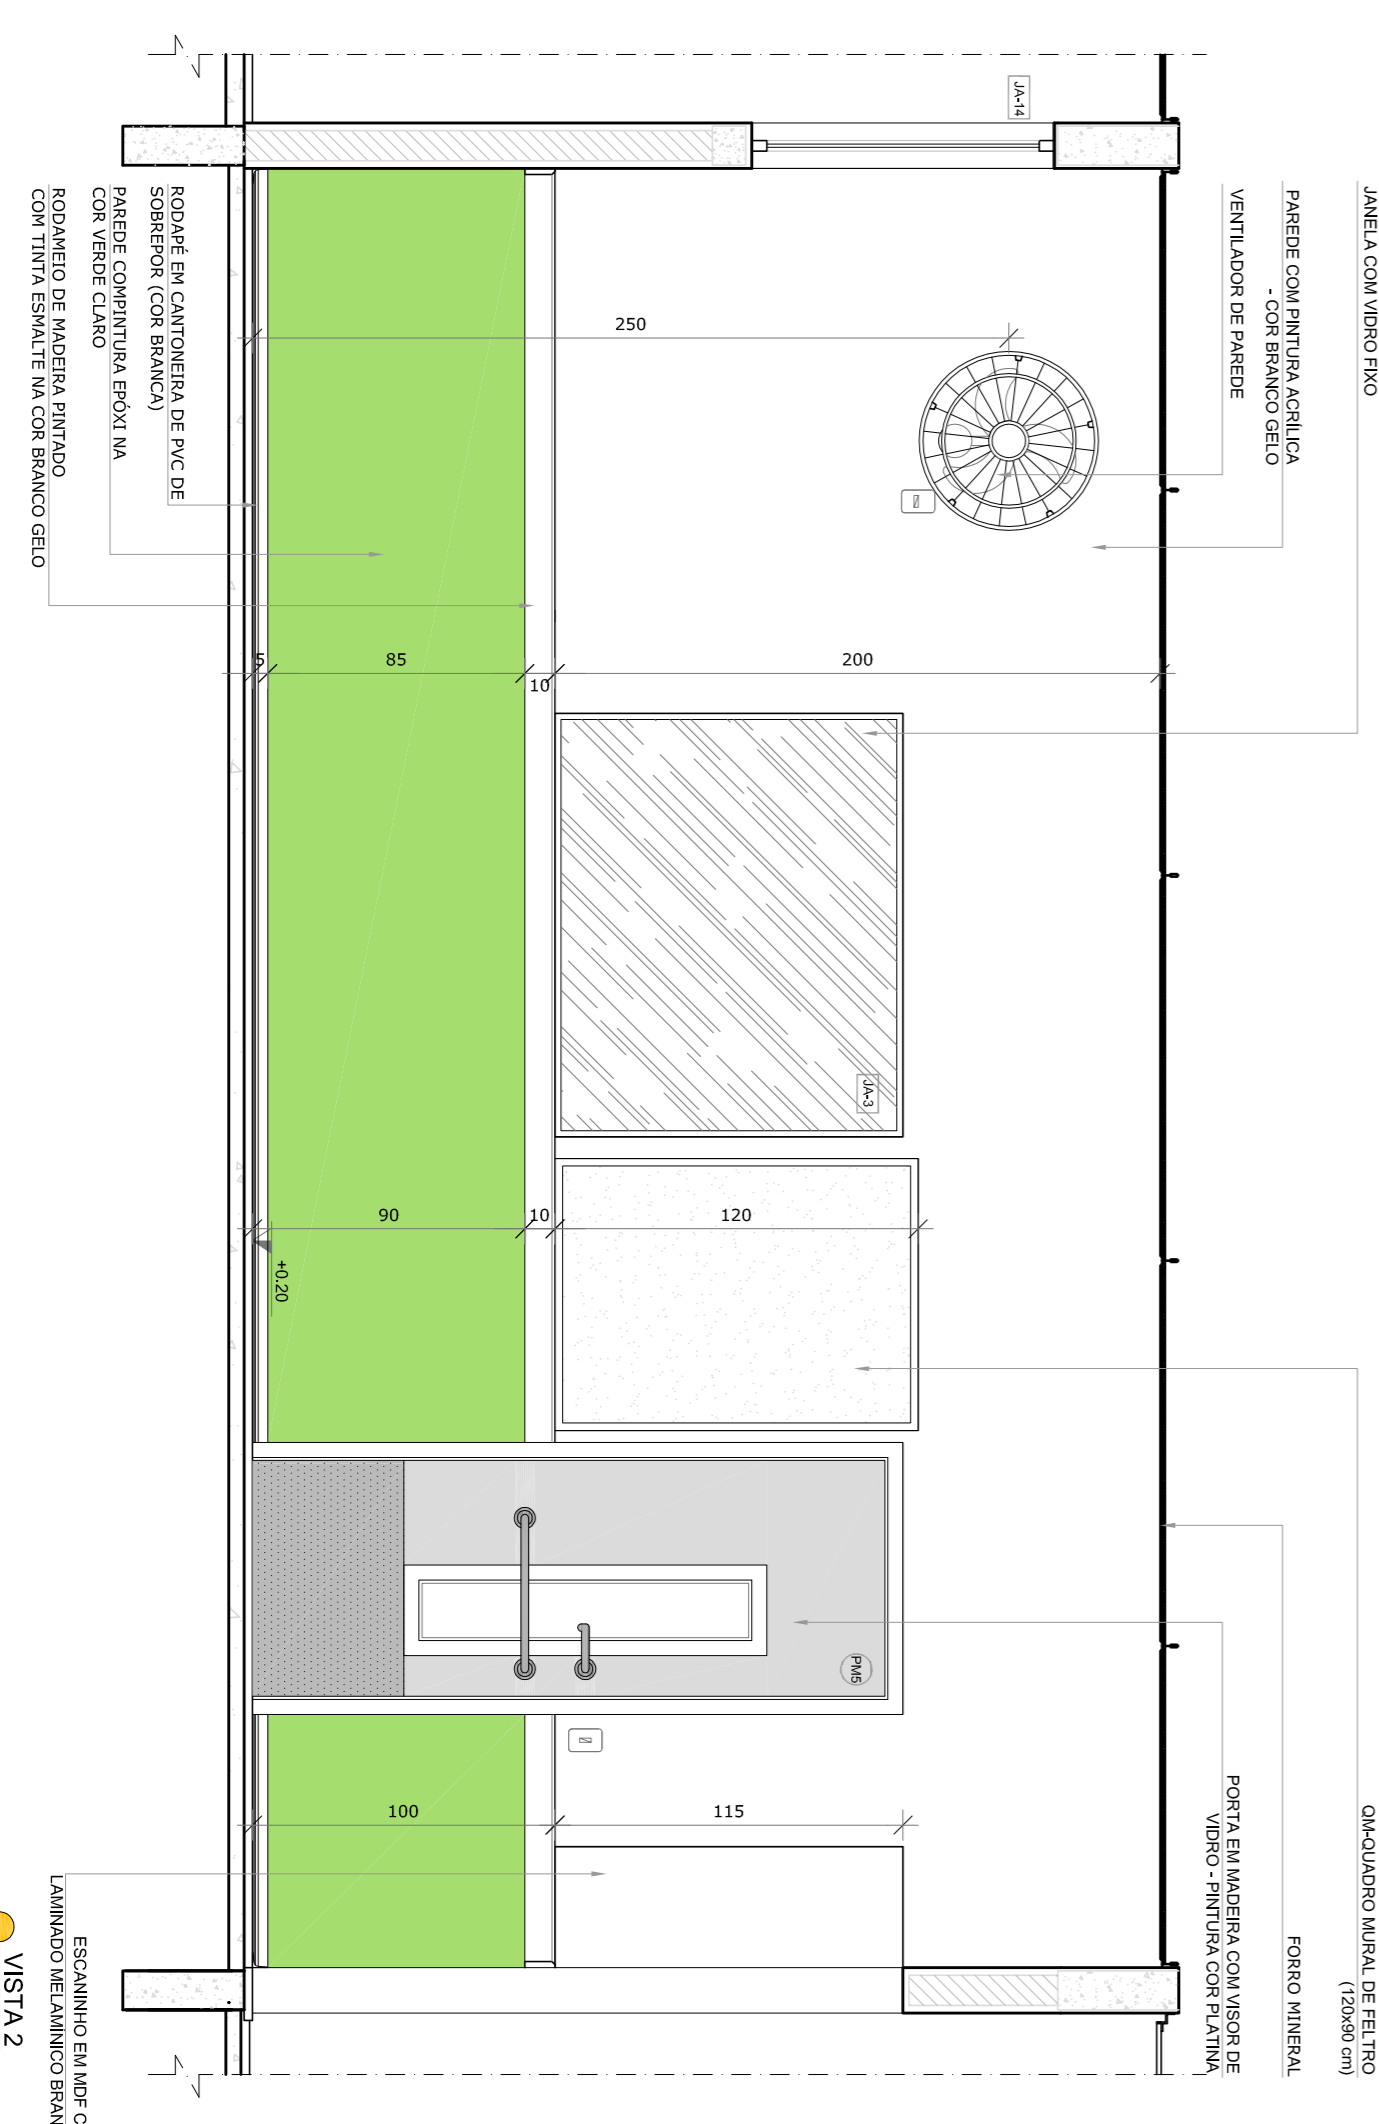 JANELA COM VIDRO FIXO
PAREDE COM PINTURA ACRÍLICA
- COR BRANCO GELO
VENTILADOR DE PAREDE
QM-QUADRO MURAL DE FELTRO
(120x90 cm)
FORRO MINERAL
PORTA EM MADEIRA COM VISOR DE
VIDRO - PINTURA COR PLATINA
JA-14
250
5
85
10
200
JA-3
90
10
120
+0.20
PM5
100
115
RODAPÉ EM CANTONEIRA DE PVC DE
SOBREPOR (COR BRANCA)
PAREDE COMPINTURA EPÓXI NA
COR VERDE CLARO
RODAMEIO DE MADEIRA PINTADO
COM TINTA ESMALTE NA COR BRANCO GELO
ESCANINHO EM MDF C
LAMINADO MELAMÍNICO BRAN
VISTA 2